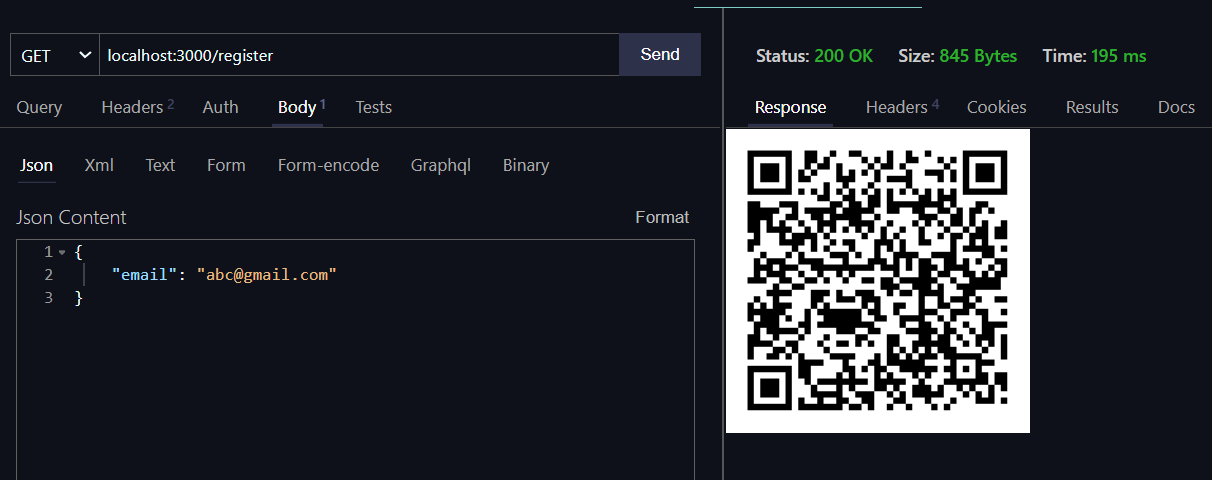 GET localhost:3000/register Send
Query Headers 2 Auth Body 1 Tests
Json Xml Text Form Form-encode Graphql Binary
Json Content Format
1 {
2 "email": "abc@gmail.com"
3 }
Status: 200 OK Size: 845 Bytes Time: 195 ms
Response Headers 4 Cookies Results Docs